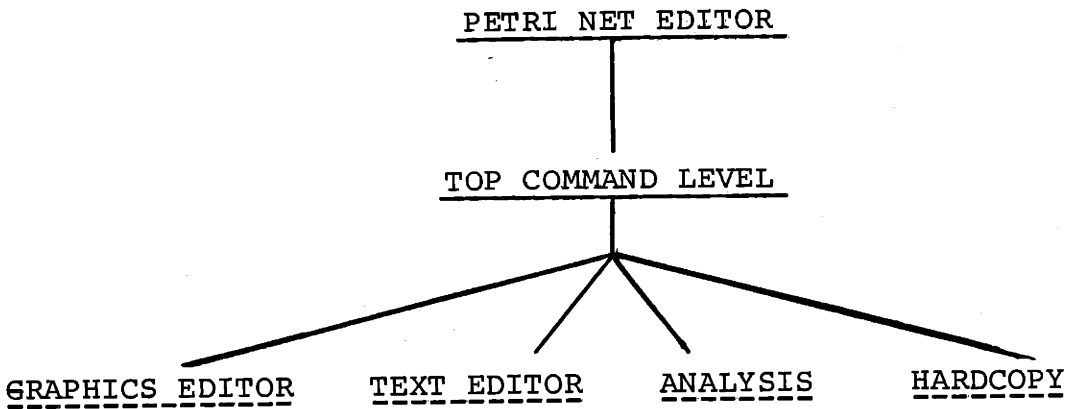 PETRI NET EDITOR
TOP COMMAND LEVEL
GRAPHICS EDITOR TEXT EDITOR ANALYSIS HARDCOPY